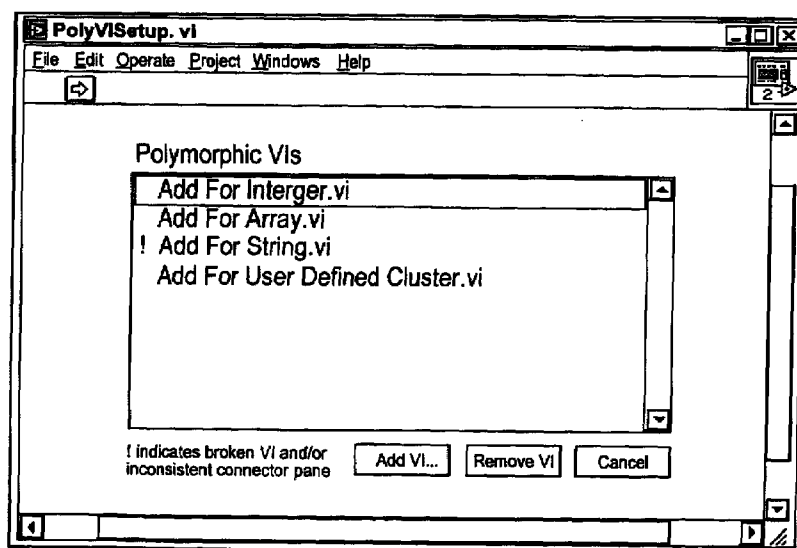 PolyVISetup. vi
File Edit Operate Project Windows Help
2
Polymorphic VIs
Add For Interger.vi
Add For Array.vi
! Add For String.vi
Add For User Defined Cluster.vi
! indicates broken VI and/or
inconsistent connector pane
Add VI... Remove VI Cancel